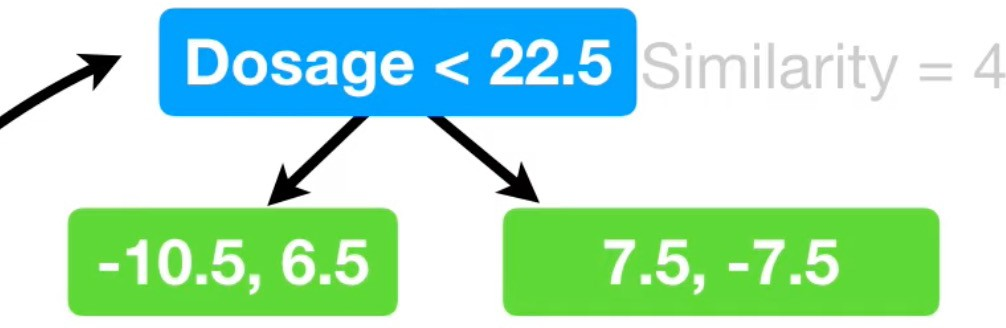 Dosage < 22.5 Similarity = 4
-10.5, 6.5 7.5, -7.5